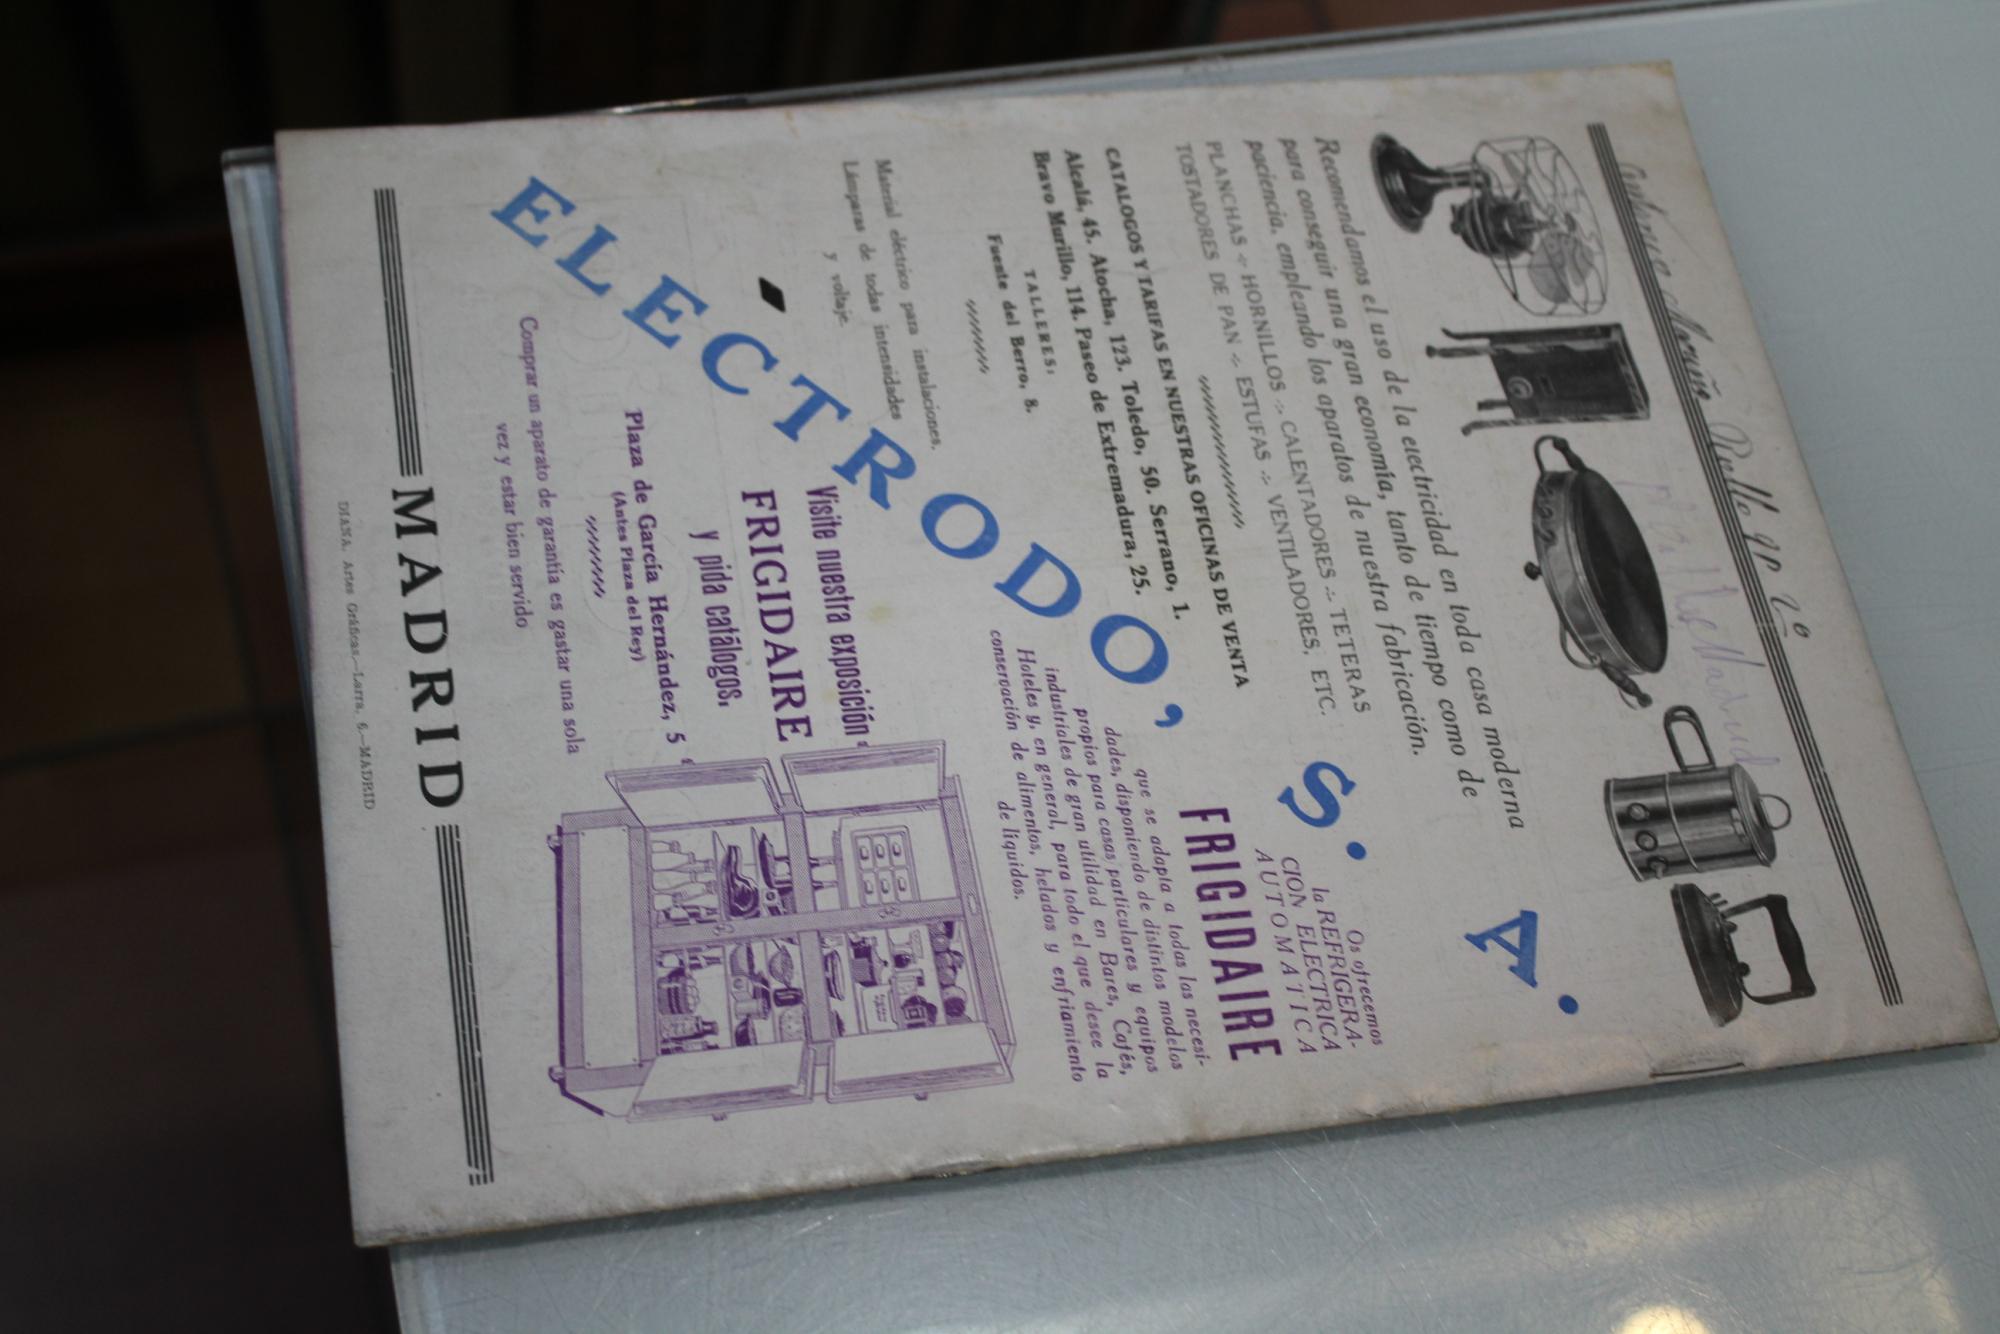 Recomendamos el uso de la electricidad en toda casa moderna
para conseguir una gran economía, tanto de tiempo como de
paciencia, empleando los aparatos de nuestra fabricación.
PLANCHAS -:- HORNILLOS -:- CALENTADORES -:- TETERAS
TOSTADORES DE PAN -:- ESTUFAS -:- VENTILADORES, ETC.
CATALOGOS Y TARIFAS EN NUESTRAS OFICINAS DE VENTA
Alcalá, 45. Atocha, 123. Toledo, 50. Serrano, 1.
Bravo Murillo, 114. Paseo de Extremadura, 25.
TALLERES:
Fuente del Berro, 8.
Material eléctrico para instalaciones.
Lámparas de todas intensidades
y voltaje.
ELECTRODO, S. A.
Os ofrecemos
la REFRIGERA-
CION ELECTRICA
AUTOMATICA
FRIGIDAIRE
que se adapta a todas las necesi-
dades, disponiendo de distintos modelos
propios para casas particulares y equipos
industriales de gran utilidad en Bares, Cafés,
Hoteles y, en general, para todo el que desee la
conservación de alimentos, helados y enfriamiento
de líquidos.
Visite nuestra exposición
FRIGIDAIRE
y pida catálogos,
Plaza de García Hernández, 5
(Antes Plaza del Rey)
Comprar un aparato de garantía es gastar una sola
vez y estar bien servido
MADRID
DIANA. Artes Gráficas.—Larra, 6.—MADRID